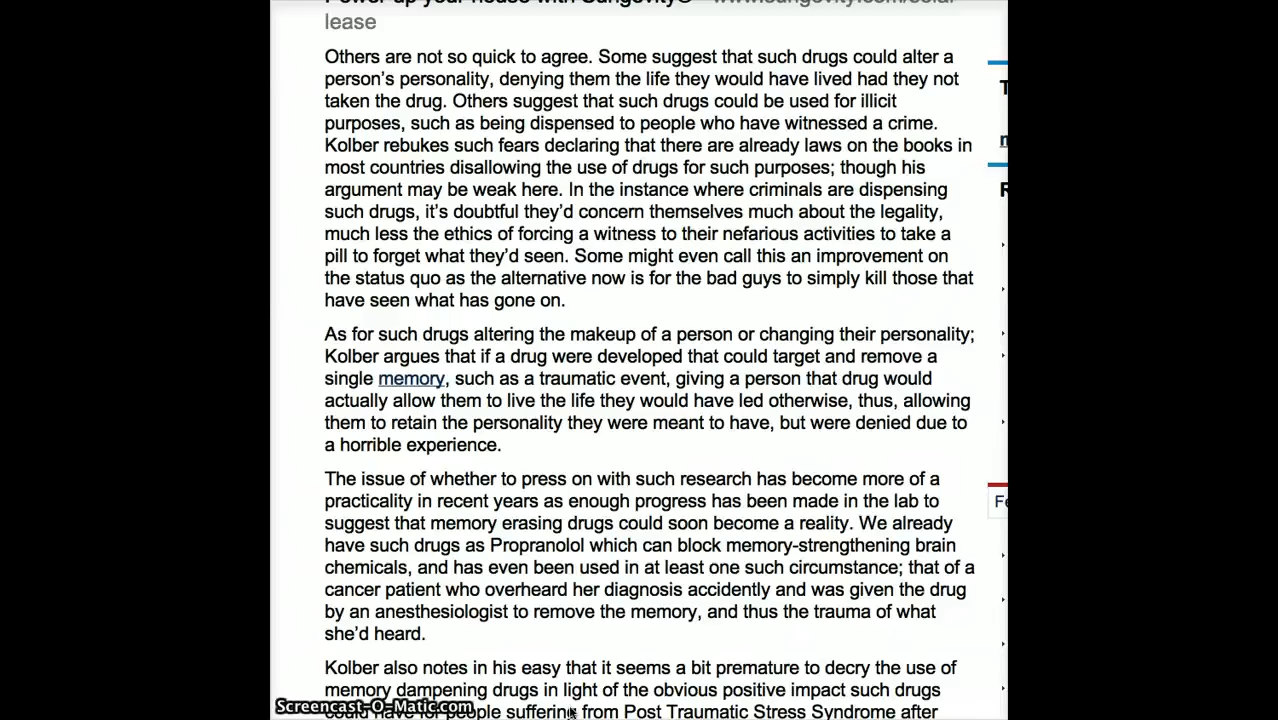 Power up your house with Sungevity® www.sungevity.com/solar-
lease
Others are not so quick to agree. Some suggest that such drugs could alter a
person's personality, denying them the life they would have lived had they not
taken the drug. Others suggest that such drugs could be used for illicit
purposes, such as being dispensed to people who have witnessed a crime.
Kolber rebukes such fears declaring that there are already laws on the books in
most countries disallowing the use of drugs for such purposes; though his
argument may be weak here. In the instance where criminals are dispensing
such drugs, it's doubtful they'd concern themselves much about the legality,
much less the ethics of forcing a witness to their nefarious activities to take a
pill to forget what they'd seen. Some might even call this an improvement on
the status quo as the alternative now is for the bad guys to simply kill those that
have seen what has gone on.
As for such drugs altering the makeup of a person or changing their personality;
Kolber argues that if a drug were developed that could target and remove a
single memory, such as a traumatic event, giving a person that drug would
actually allow them to live the life they would have led otherwise, thus, allowing
them to retain the personality they were meant to have, but were denied due to
a horrible experience.
The issue of whether to press on with such research has become more of a
practicality in recent years as enough progress has been made in the lab to
suggest that memory erasing drugs could soon become a reality. We already
have such drugs as Propranolol which can block memory-strengthening brain
chemicals, and has even been used in at least one such circumstance; that of a
cancer patient who overheard her diagnosis accidently and was given the drug
by an anesthesiologist to remove the memory, and thus the trauma of what
she'd heard.
Kolber also notes in his easy that it seems a bit premature to decry the use of
memory dampening drugs in light of the obvious positive impact such drugs
could have for people suffering from Post Traumatic Stress Syndrome after
Screencast-O-Matic.com